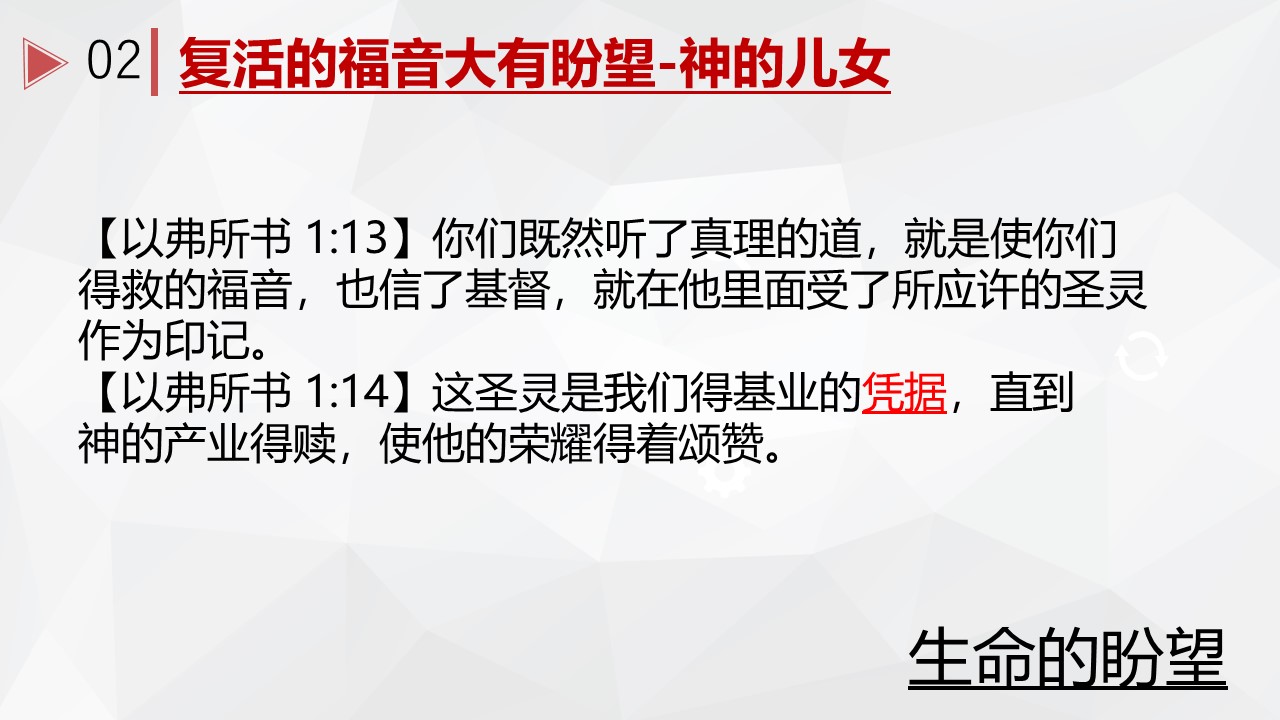 02 复活的福音大有盼望-神的儿女
【以弗所书 1:13】你们既然听了真理的道，就是使你们
得救的福音，也信了基督，就在他里面受了所应许的圣灵
作为印记。
【以弗所书 1:14】这圣灵是我们得基业的凭据，直到
神的产业得赎，使他的荣耀得着颂赞。
生命的盼望